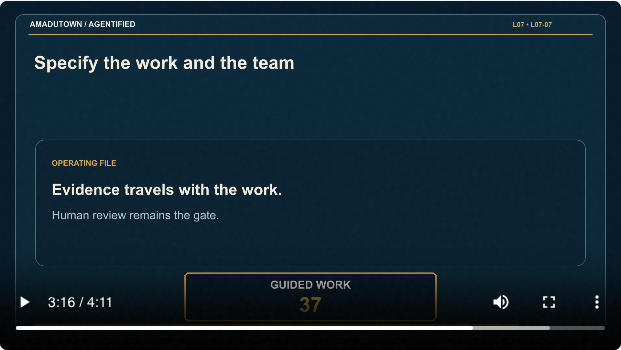 AMADUTOWN / AGENTIFIED
L07 • L07-07
Specify the work and the team
OPERATING FILE
Evidence travels with the work.
Human review remains the gate.
GUIDED WORK
37
3:16 / 4:11